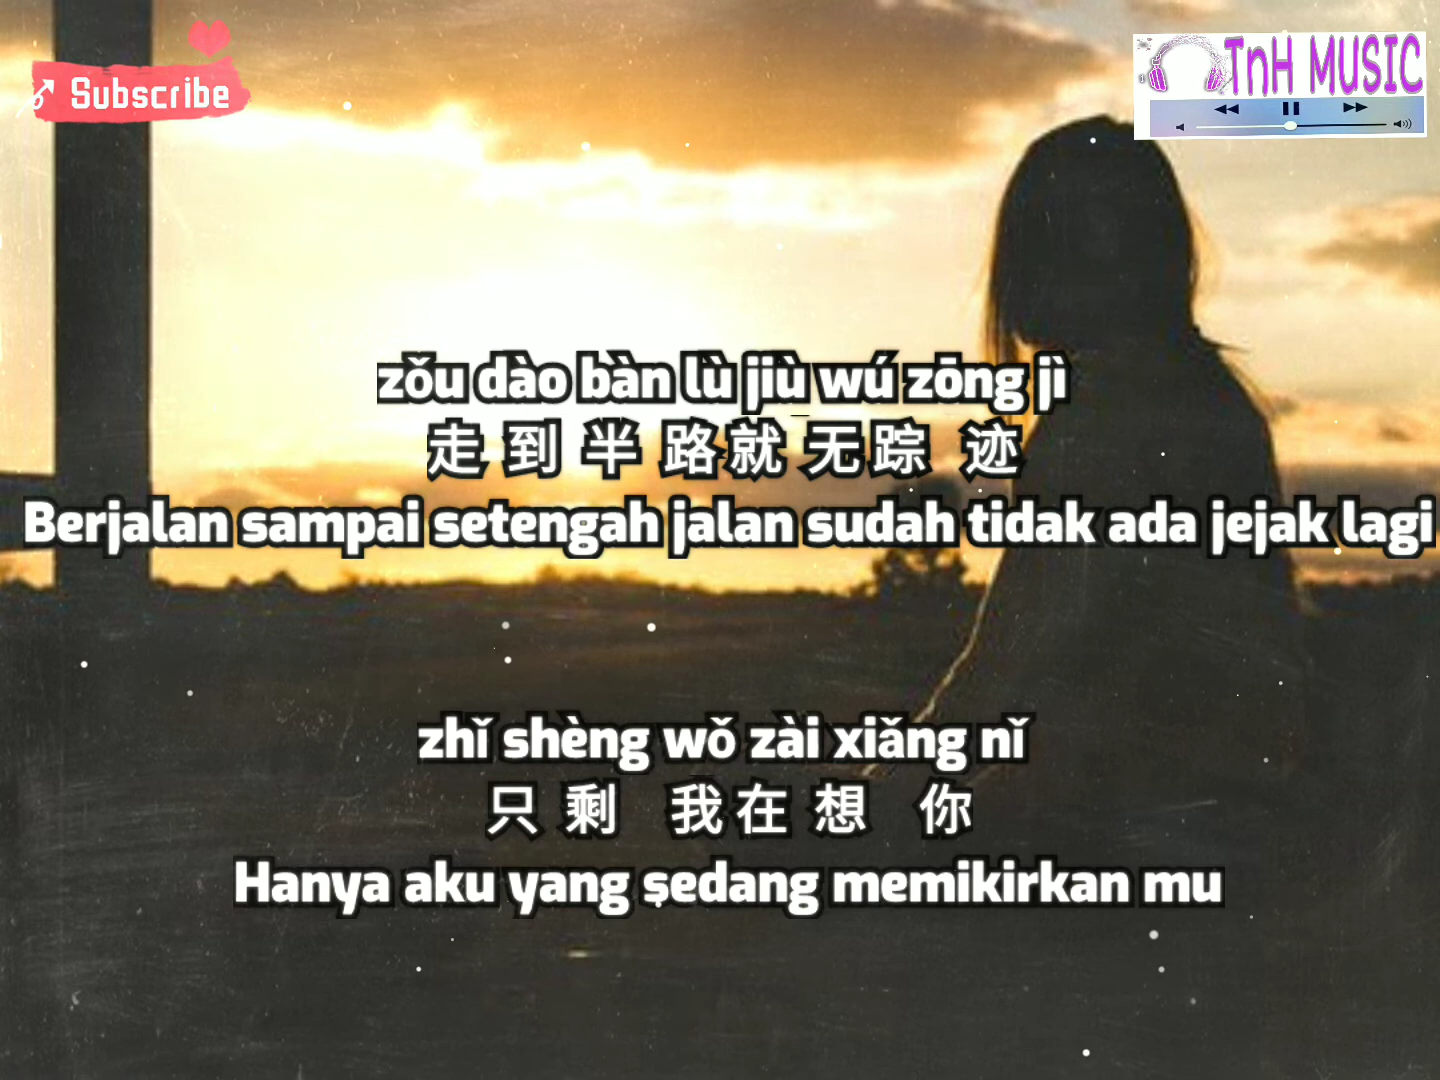 Subscribe
TnH MUSIC
zǒu dào bàn lù jiù wú zōng jì
走 到 半 路 就 无 踪 迹
Berjalan sampai setengah jalan sudah tidak ada jejak lagi
zhǐ shèng wǒ zài xiǎng nǐ
只 剩 我 在 想 你
Hanya aku yang sedang memikirkan mu